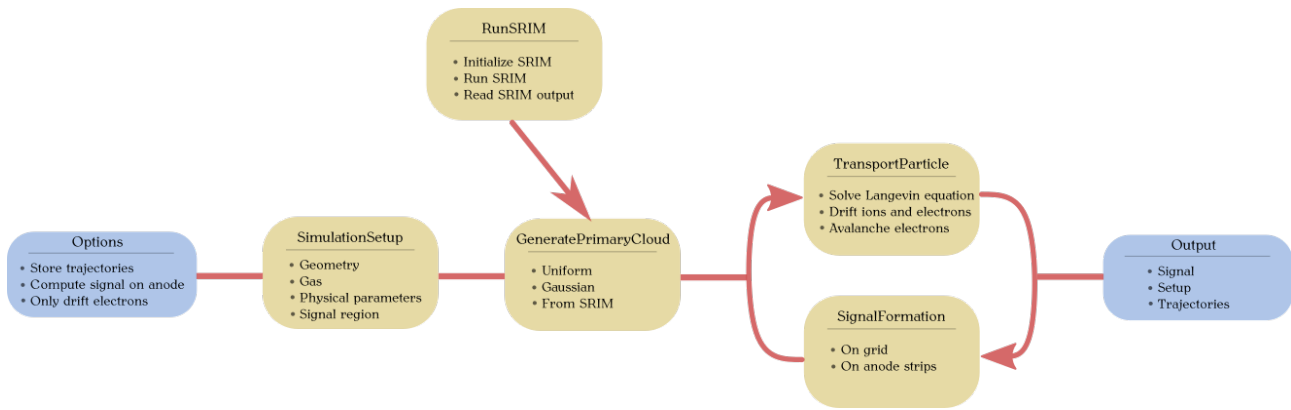 RunSRIM
• Initialize SRIM
• Run SRIM
• Read SRIM output
Options
• Store trajectories
• Compute signal on anode
• Only drift electrons
SimulationSetup
• Geometry
• Gas
• Physical parameters
• Signal region
GeneratePrimaryCloud
• Uniform
• Gaussian
• From SRIM
TransportParticle
• Solve Langevin equation
• Drift ions and electrons
• Avalanche electrons
SignalFormation
• On grid
• On anode strips
Output
• Signal
• Setup
• Trajectories